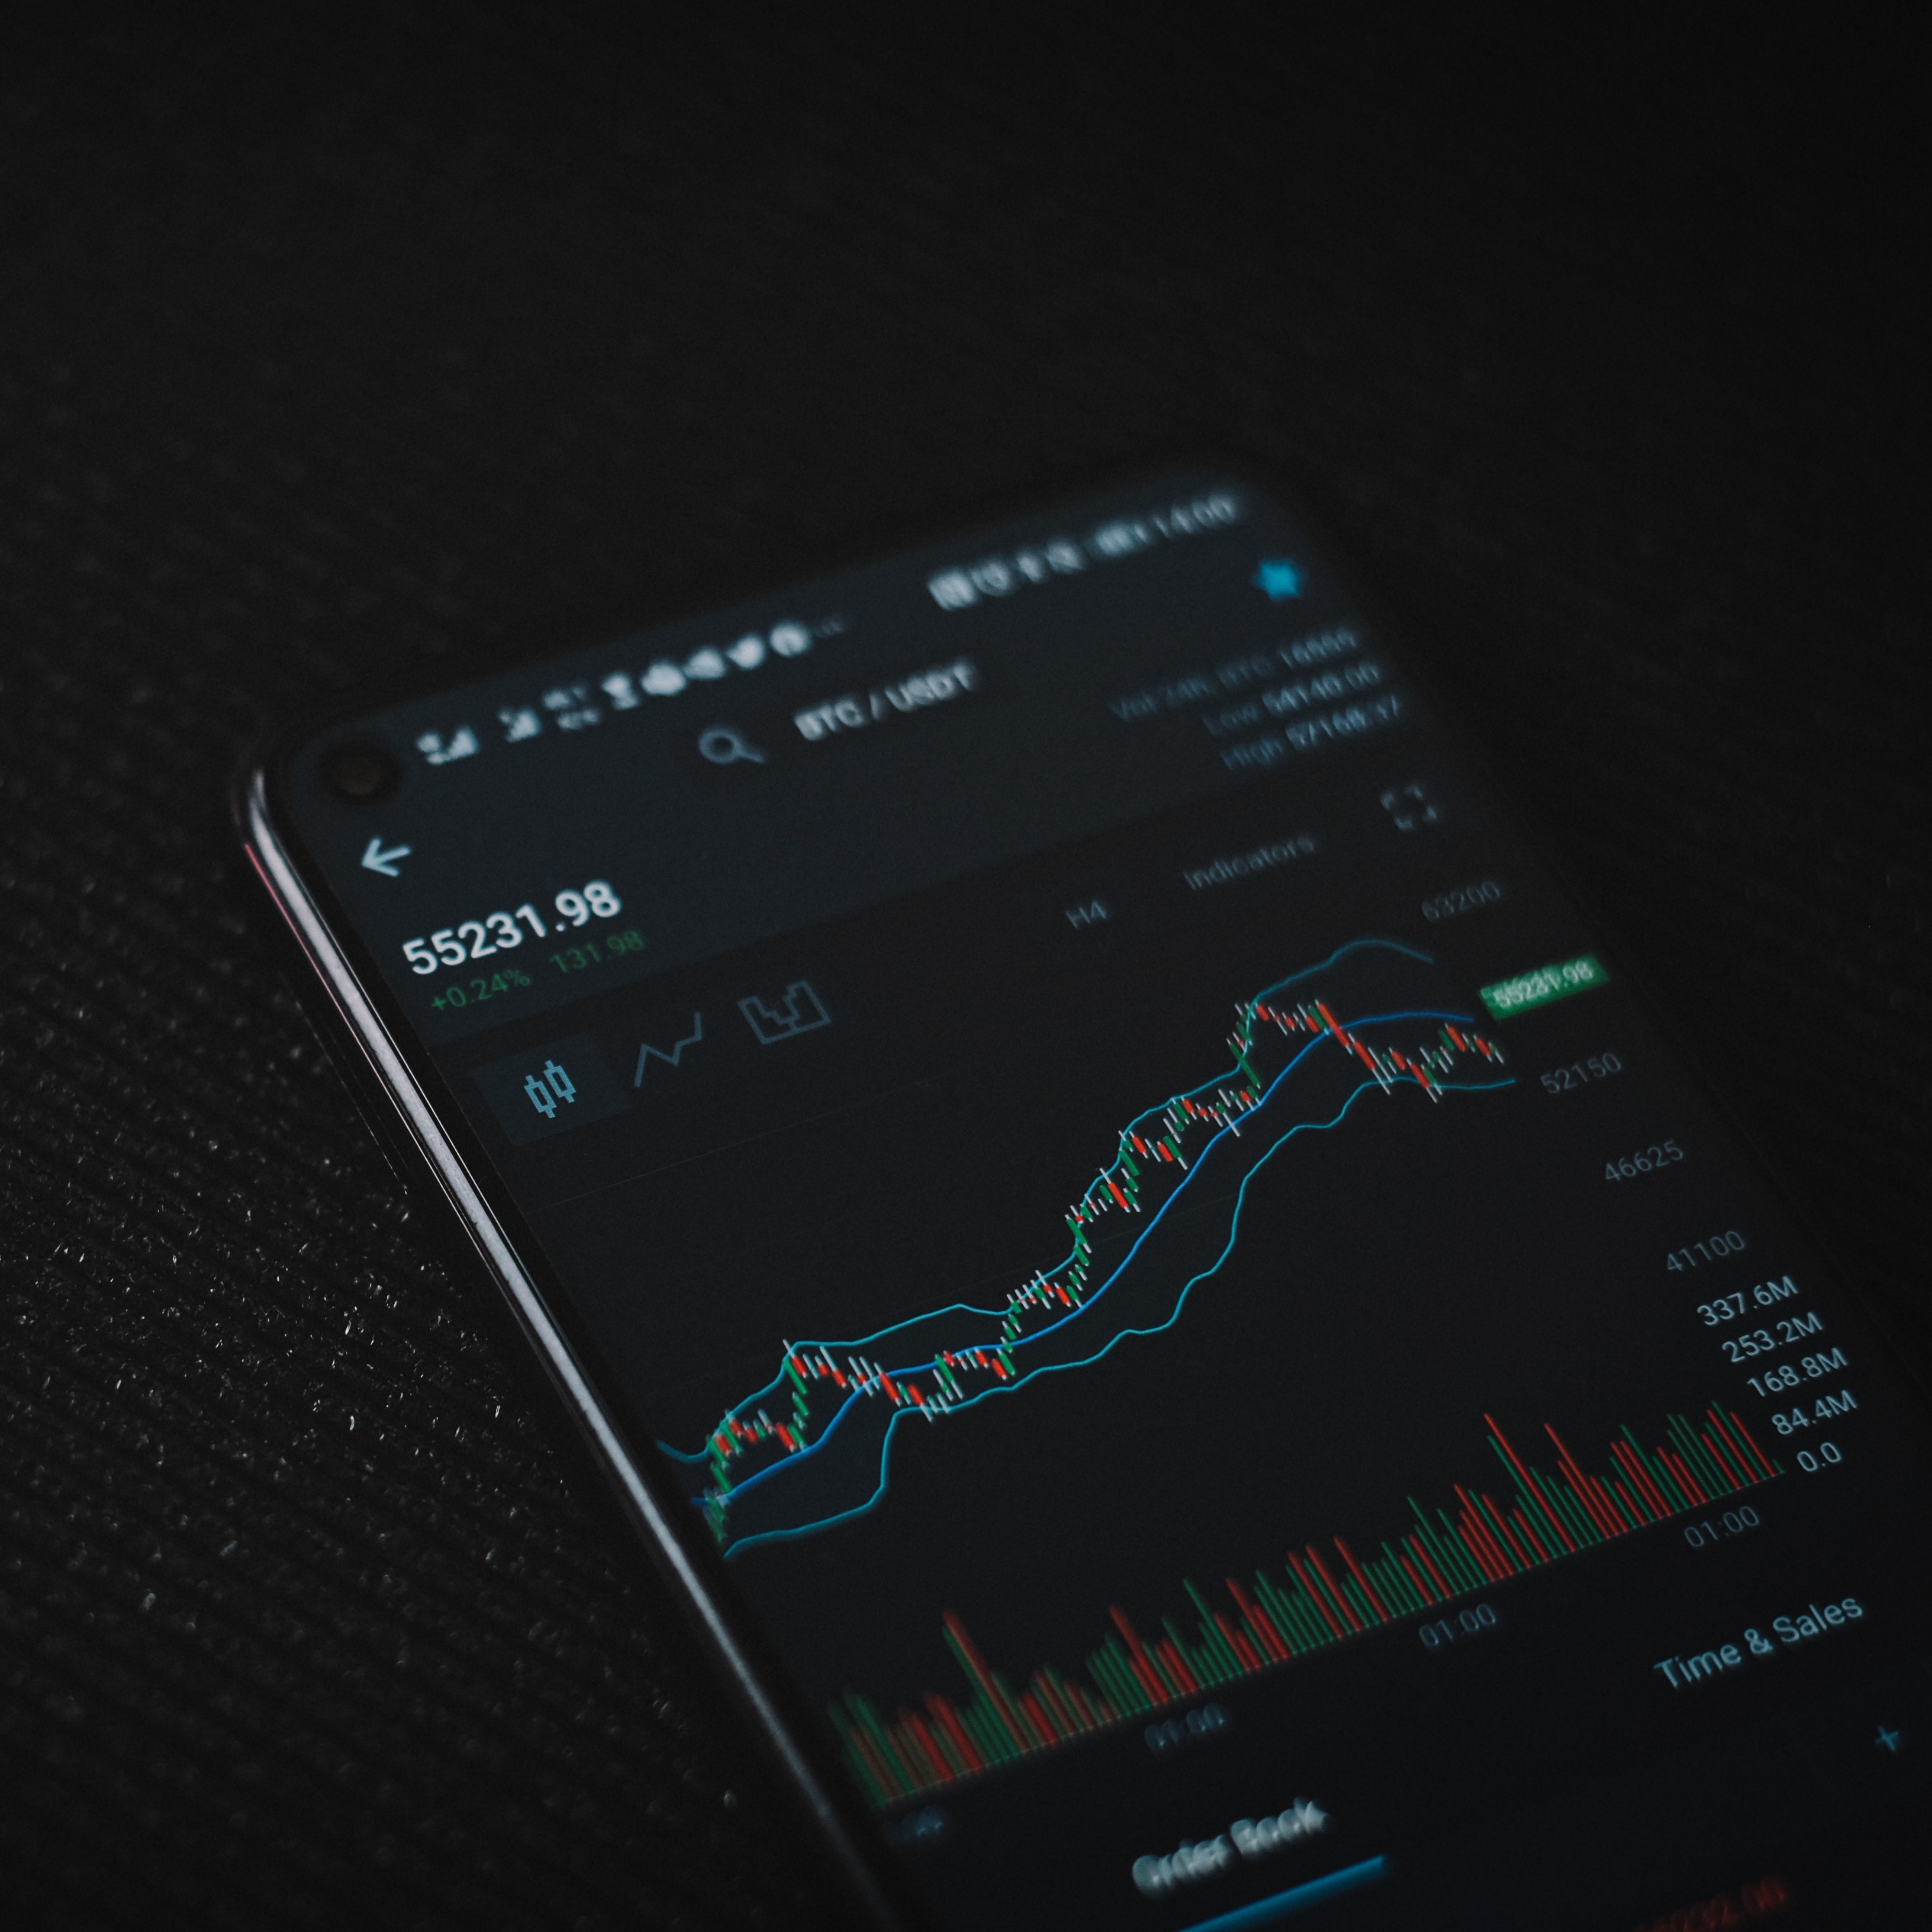 14:00
BTC / USDT
Vol 24h, BTC
Low 54140.00
High 57168.37
55231.98
+0.24% 131.98
H4 Indicators
63200
55231.98
52150
46625
41100
337.6M
253.2M
168.8M
84.4M
0.0
01:00 01:00 01:00
Order Book Time & Sales
+